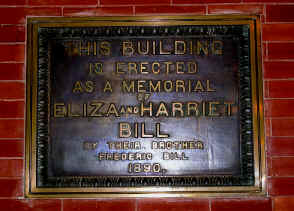 THIS BUILDING
IS ERECTED
AS A MEMORIAL
OF
ELIZA AND HARRIET
BILL
BY THEIR BROTHER
FREDERIC BILL
1890.